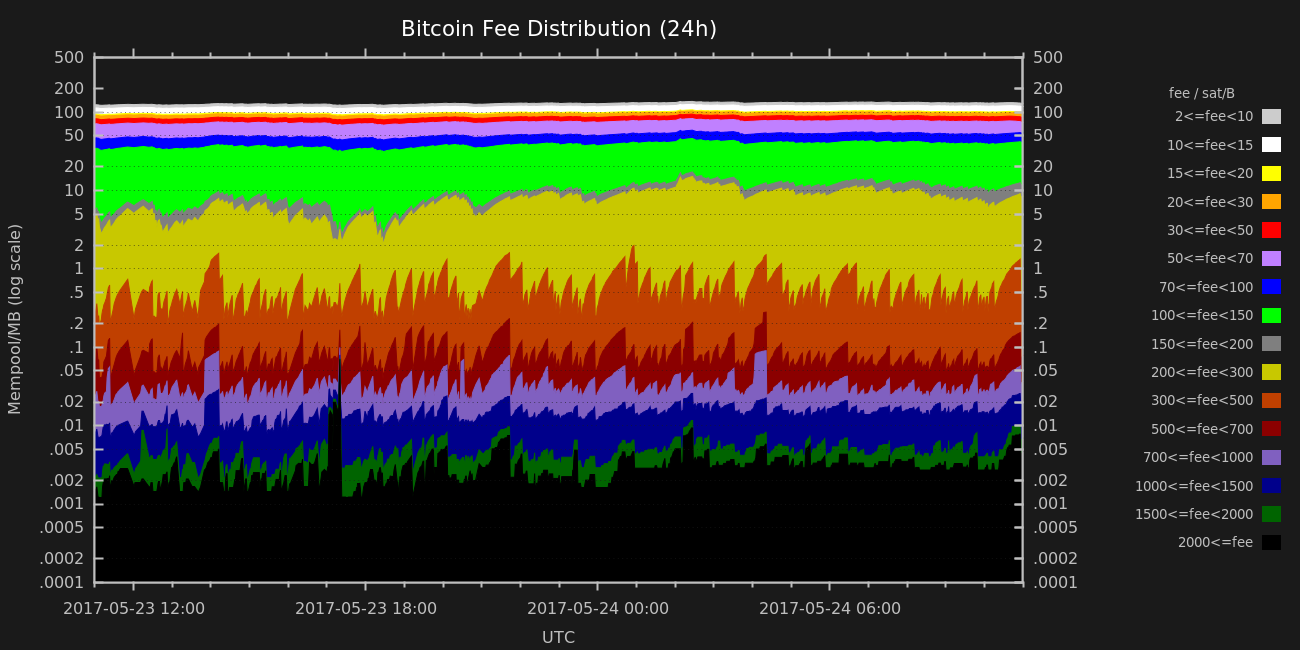 Bitcoin Fee Distribution (24h)
Mempool/MB (log scale)
500
200
100
50
20
10
5
2
1
.5
.2
.1
.05
.02
.01
.005
.002
.001
.0005
.0002
.0001
500
200
100
50
20
10
5
2
1
.5
.2
.1
.05
.02
.01
.005
.002
.001
.0005
.0002
.0001
2017-05-23 12:00
2017-05-23 18:00
2017-05-24 00:00
2017-05-24 06:00
UTC
fee / sat/B
2<=fee<10
10<=fee<15
15<=fee<20
20<=fee<30
30<=fee<50
50<=fee<70
70<=fee<100
100<=fee<150
150<=fee<200
200<=fee<300
300<=fee<500
500<=fee<700
700<=fee<1000
1000<=fee<1500
1500<=fee<2000
2000<=fee